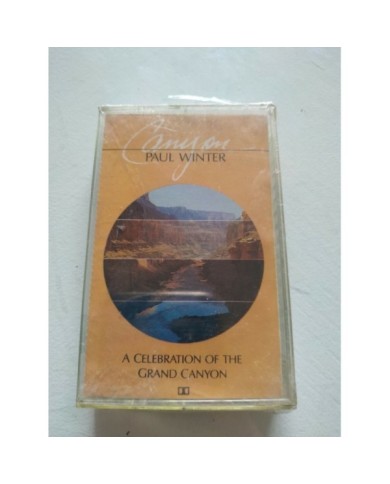 Canyon
PAUL WINTER
A CELEBRATION OF THE
GRAND CANYON